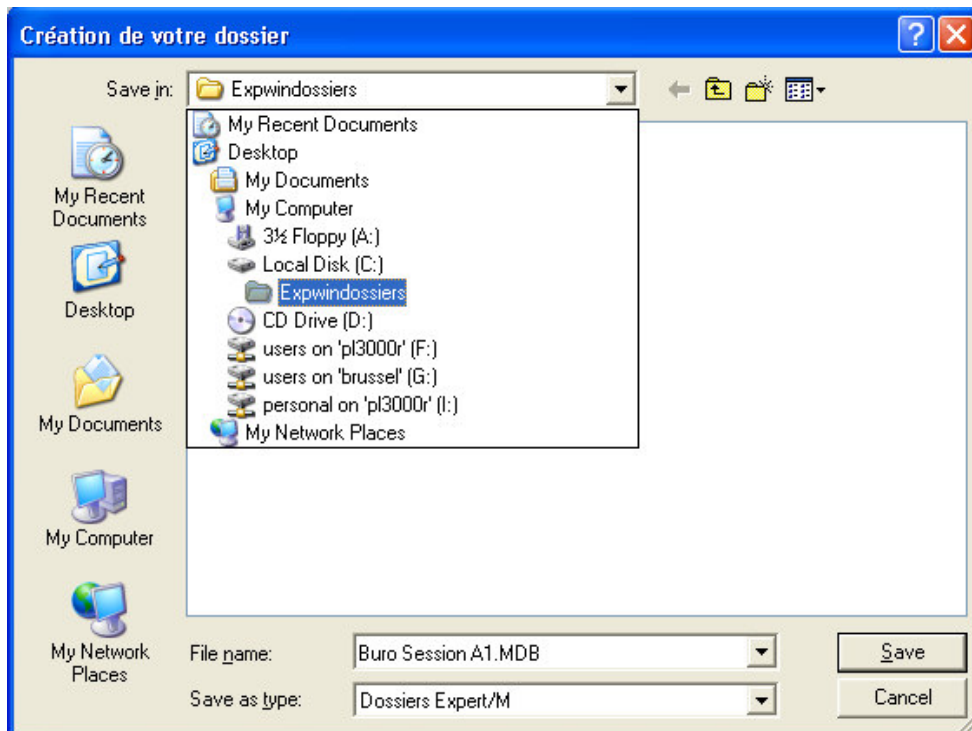 Création de votre dossier
Save in:
Expwindossiers
My Recent Documents
Desktop
My Documents
My Computer
3½ Floppy (A:)
Local Disk (C:)
Expwindossiers
CD Drive (D:)
users on 'pl3000r' (F:)
users on 'brussel' (G:)
personal on 'pl3000r' (I:)
My Network Places
My Recent
Documents
Desktop
My Documents
My Computer
My Network
Places
File name:
Buro Session A1.MDB
Save
Save as type:
Dossiers Expert/M
Cancel